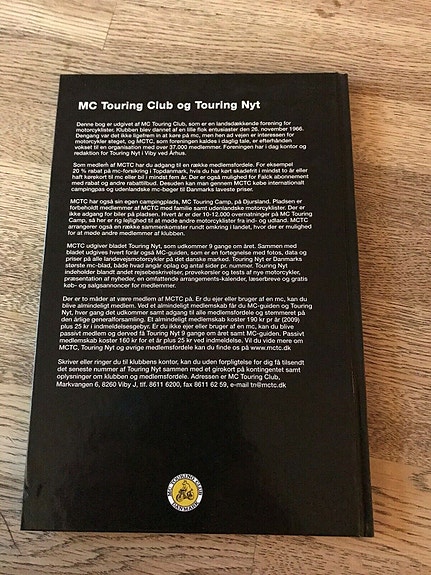 MC Touring Club og Touring Nyt
Denne bog er udgivet af MC Touring Club, som er en landsdækkende forening for
motorcyklister. Klubben blev dannet af en lille flok entusiaster den 26. november 1966.
Dengang var det ikke ligefrem in at køre på mc, men hen ad vejen er interessen for
motorcykler steget, og MCTC, som foreningen kaldes i daglig tale, er efterhånden
vokset til en organisation med over 37.000 medlemmer. Foreningen har i dag kontor og
redaktion for Touring Nyt i Viby ved Århus.
Som medlem af MCTC har du adgang til en række medlemsfordele. For eksempel
20 % rabat på mc-forsikring i Topdanmark, hvis du har kørt skadefrit i mindst to år eller
haft kørekort til mc eller bil i mindst fem år. Der er også mulighed for Falck abonnement
med rabat og andre rabattilbud. Desuden kan man gennem MCTC købe internationalt
campingpas og udenlandske mc-bøger til Danmarks laveste priser.
MCTC har også sin egen campingplads, MC Touring Camp, på Djursland. Pladsen er
forbeholdt medlemmer af MCTC med familie samt udenlandske motorcyklister. Der er
ikke adgang for biler på pladsen. Hvert år er der 10-12.000 overnatninger på MC Touring
Camp, så her er rig lejlighed til at møde andre motorcyklister fra ind- og udland. MCTC
arrangerer også en række sammenkomster rundt omkring i landet, hvor der er mulighed
for at møde andre medlemmer af klubben.
MCTC udgiver bladet Touring Nyt, som udkommer 9 gange om året. Sammen med
bladet udgives hvert forår også MC-guiden, som er en fortegnelse med fotos, data og
priser på alle landevejsmotorcykler på det danske marked. Touring Nyt er Danmarks
største mc-blad, både hvad angår oplag og antal sider pr. nummer. Touring Nyt
indeholder blandt andet rejsebeskrivelser, prøvekørsler og tests af nye motorcykler,
præsentation af nyheder, en omfattende arrangements-kalender, læserbreve og gratis
køb- og salgsannoncer for medlemmer.
Der er to måder at være medlem af MCTC på. Er du ejer eller bruger af en mc, kan du
blive almindeligt medlem. Ved et almindeligt medlemskab får du MC-guiden og Touring
Nyt, hver gang det udkommer samt adgang til alle medlemsfordele og stemmeret på
den årlige generalforsamling. Et almindeligt medlemskab koster 190 kr pr år (2009)
plus 25 kr i indmeldelsesgebyr. Er du ikke ejer eller bruger af en mc, kan du blive
passivt medlem og derved få Touring Nyt 9 gange om året samt MC-guiden. Passivt
medlemskab koster 160 kr for et år plus 25 kr ved indmeldelse. Vil du vide mere om
MCTC, Touring Nyt og øvrige medlemsfordele kan du finde os på www.mctc.dk
Skriver eller ringer du til klubbens kontor, kan du uden forpligtelse for dig få tilsendt
det seneste nummer af Touring Nyt sammen med et girokort på kontingentet samt
oplysninger om klubben og medlemsfordele. Adressen er MC Touring Club,
Markvangen 6, 8260 Viby J, tlf. 8611 6200, fax 8611 62 59, e-mail tn@mctc.dk
MC TOURING CLUB
DANMARK